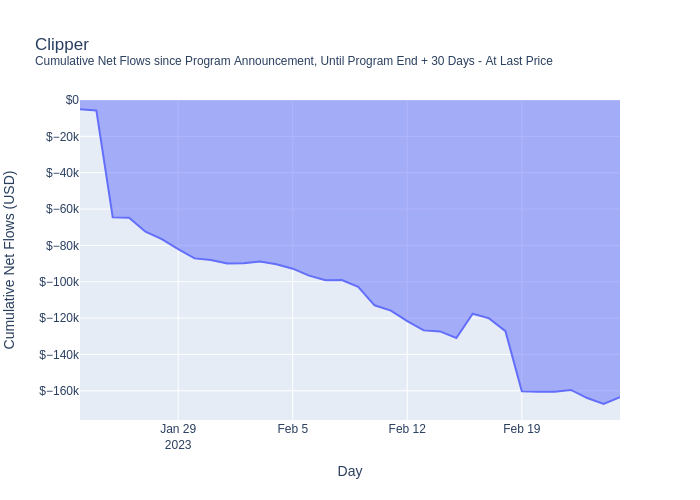 Clipper
Cumulative Net Flows since Program Announcement, Until Program End + 30 Days - At Last Price
$0
$−20k
$−40k
$−60k
$−80k
$−100k
$−120k
$−140k
$−160k
Cumulative Net Flows (USD)
Jan 29
2023
Feb 5
Feb 12
Feb 19
Day